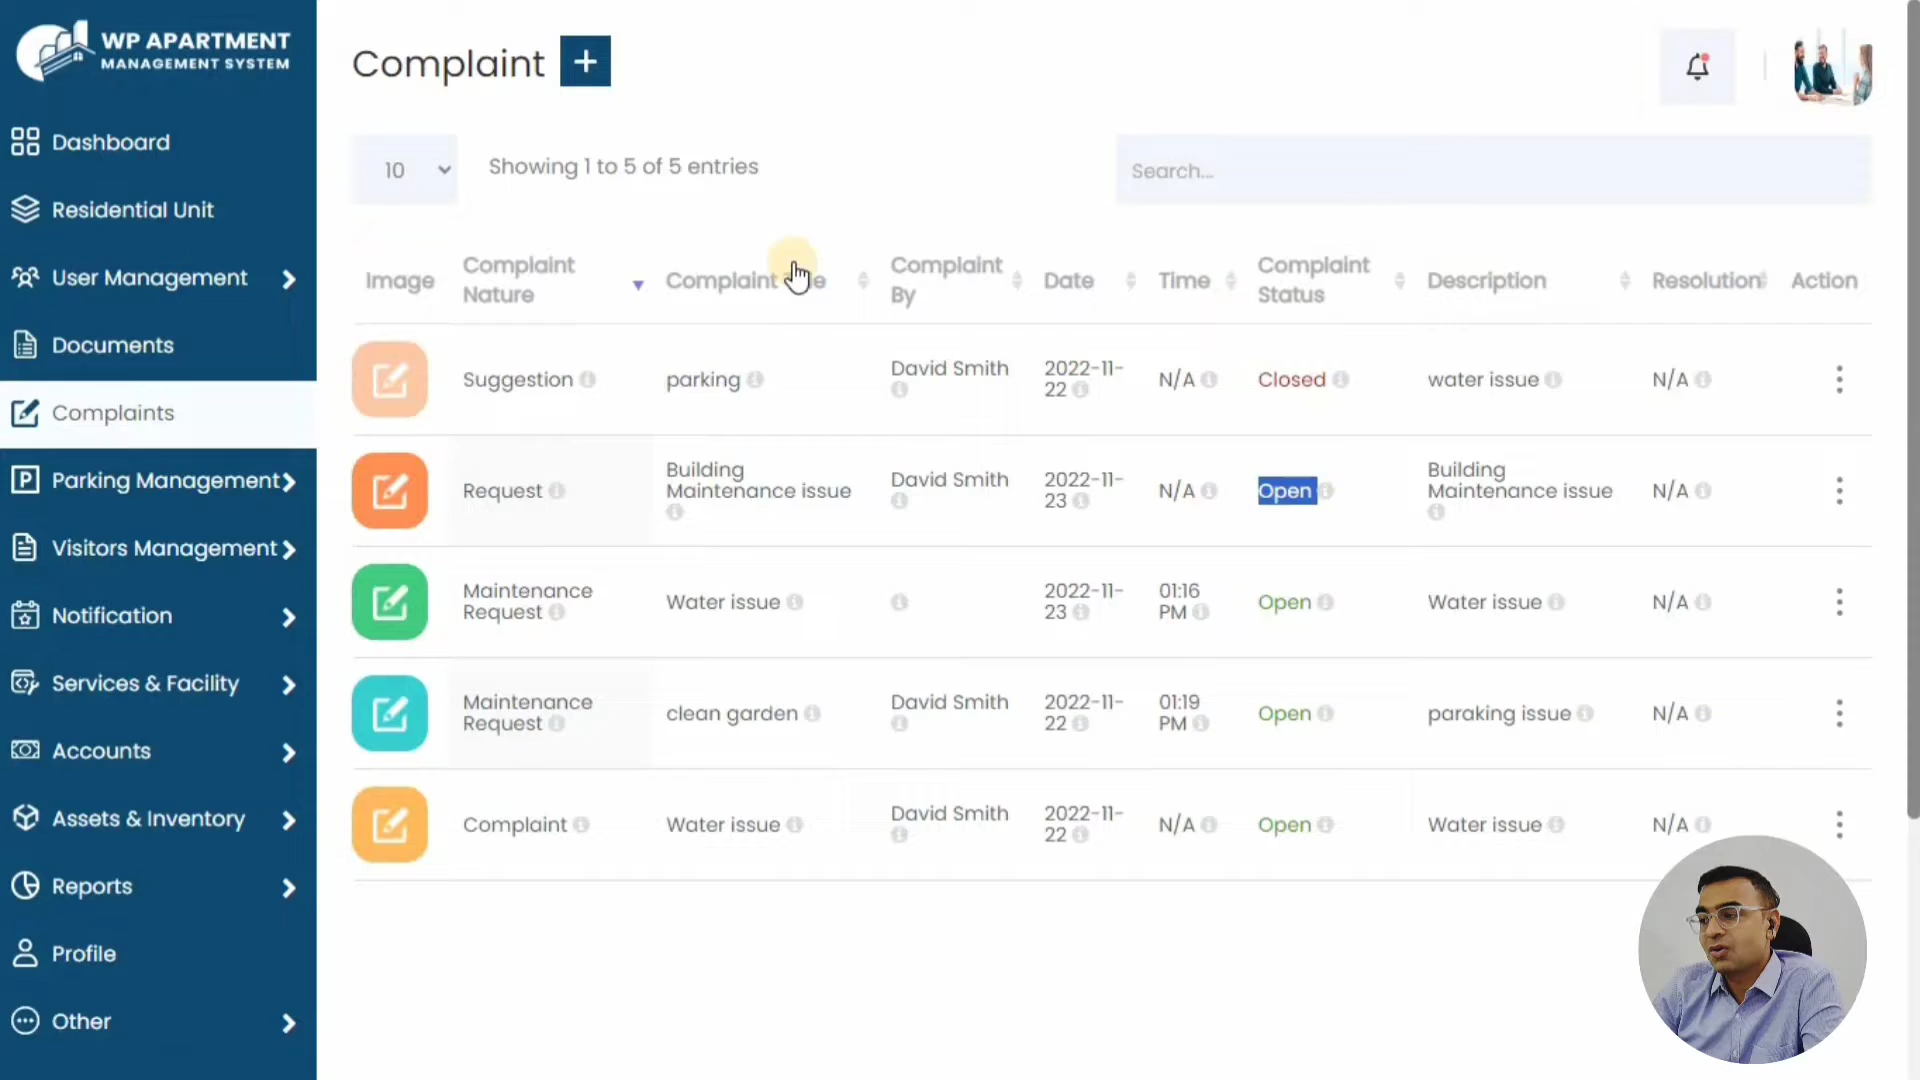 WP APARTMENT
MANAGEMENT SYSTEM
Dashboard
Residential Unit
User Management
Documents
Complaints
Parking Management
Visitors Management
Notification
Services & Facility
Accounts
Assets & Inventory
Reports
Profile
Other
Complaint
10
Showing 1 to 5 of 5 entries
Search...
Image
Complaint
Nature
Complaint
Complaint
By
Date
Time
Complaint
Status
Description
Resolution
Action
Suggestion
parking
David Smith
2022-11-
22
N/A
Closed
water issue
N/A
Request
Building
Maintenance issue
David Smith
2022-11-
23
N/A
Open
Building
Maintenance issue
N/A
Maintenance
Request
Water issue
2022-11-
23
01:16
PM
Open
Water issue
N/A
Maintenance
Request
clean garden
David Smith
2022-11-
22
01:19
PM
Open
paraking issue
N/A
Complaint
Water issue
David Smith
2022-11-
22
N/A
Open
Water issue
N/A